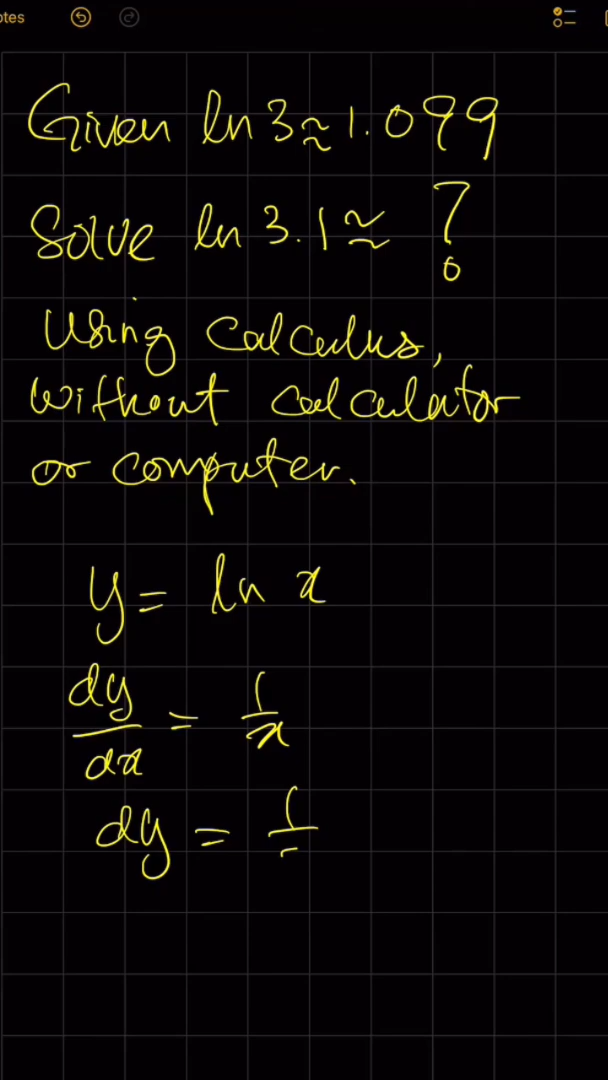 otes
Given ln 3 ≈ 1.099
Solve ln 3.1 ≈ ?
Using calculus,
without calculator
or computer.
y = ln x
dy/dx = 1/x
dy = 1